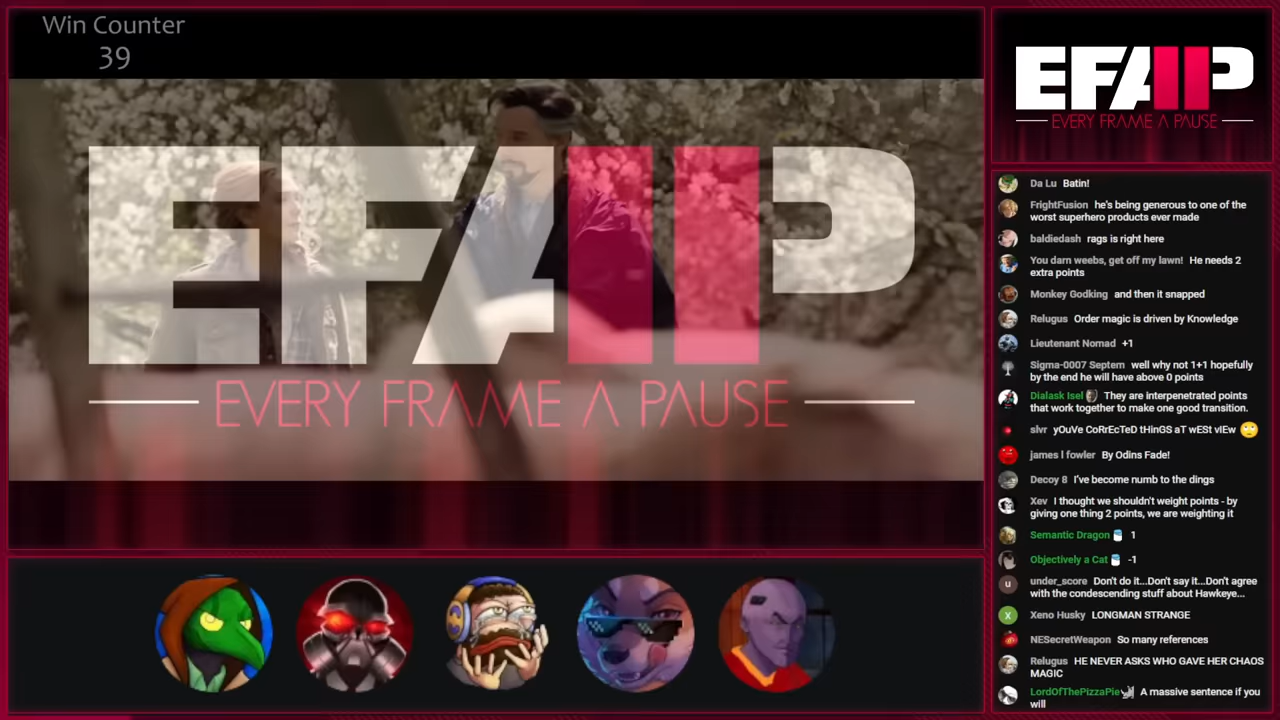 Win Counter
39
EFAP
EVERY FRAME A PAUSE
EFAP
EVERY FRAME A PAUSE
Da Lu Batin!
FrightFusion he's being generous to one of the
worst superhero products ever made
baldiedash rags is right here
You darn weebs, get off my lawn! He needs 2
extra points
Monkey Godking and then it snapped
Relugus Order magic is driven by Knowledge
Lieutenant Nomad +1
Sigma-0007 Septem well why not 1+1 hopefully
by the end he will have above 0 points
Dialask Isel They are interpenetrated points
that work together to make one good transition.
slvr yOuVe CoRrEcTeD tHinGS aT wESt vIEw 🙄
james l fowler By Odins Fade!
Decoy 8 I've become numb to the dings
Xev I thought we shouldn't weight points - by
giving one thing 2 points, we are weighting it
Semantic Dragon 1
Objectively a Cat -1
u
under_score Don't do it...Don't say it...Don't agree
with the condescending stuff about Hawkeye...
X
Xeno Husky LONGMAN STRANGE
NESecretWeapon So many references
Relugus HE NEVER ASKS WHO GAVE HER CHAOS
MAGIC
LordOfThePizzaPie A massive sentence if you
will